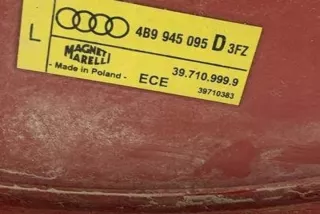 4B9 945 095 D 3FZ
L
MAGNETI
MARELLI
- Made in Poland -
ECE
39.710.999.9
39710383